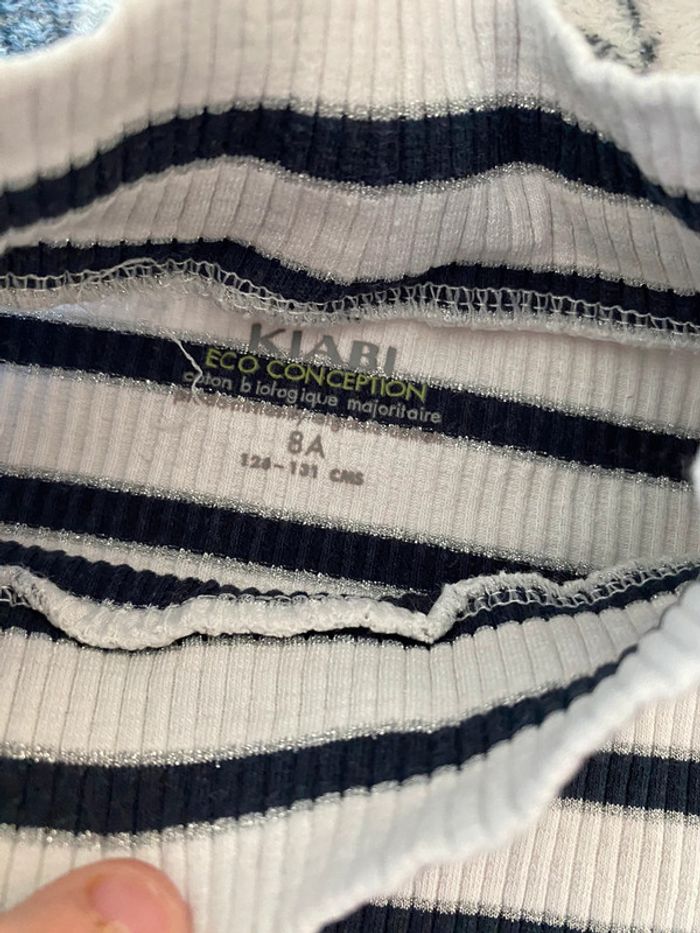 KIABI
ECO CONCEPTION
coton biologique majoritaire
8A
126-131 CMS